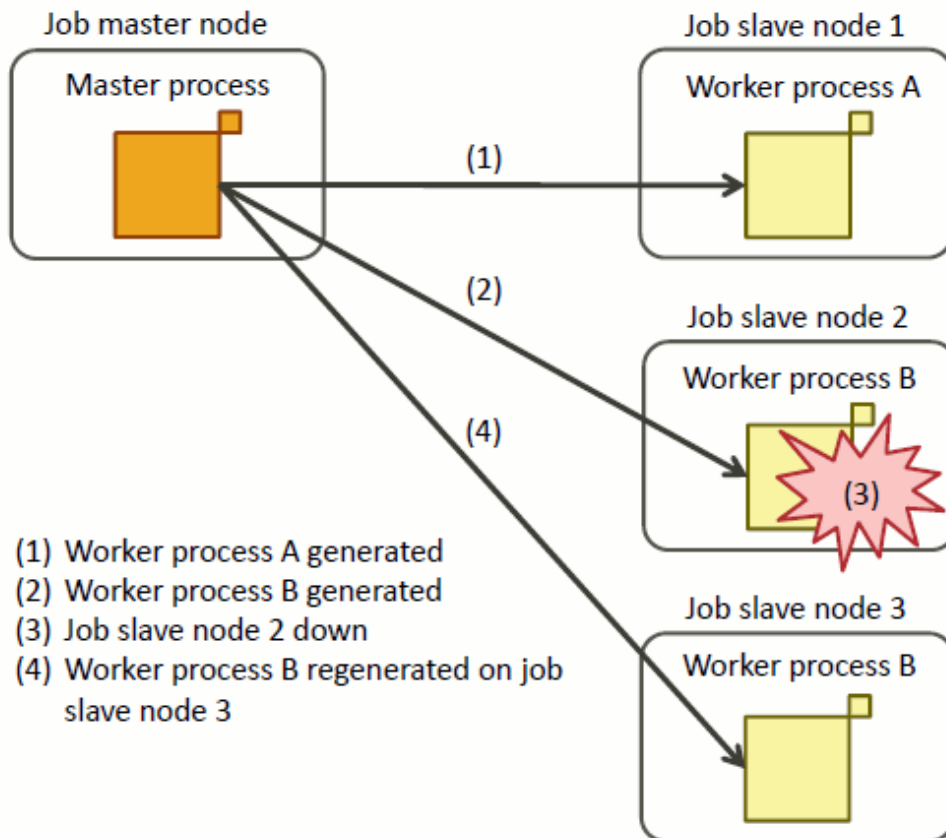 Job master node
Master process
Job slave node 1
Worker process A
(1)
(2)
Job slave node 2
Worker process B
(3)
(4)
Job slave node 3
Worker process B
(1) Worker process A generated
(2) Worker process B generated
(3) Job slave node 2 down
(4) Worker process B regenerated on job
slave node 3